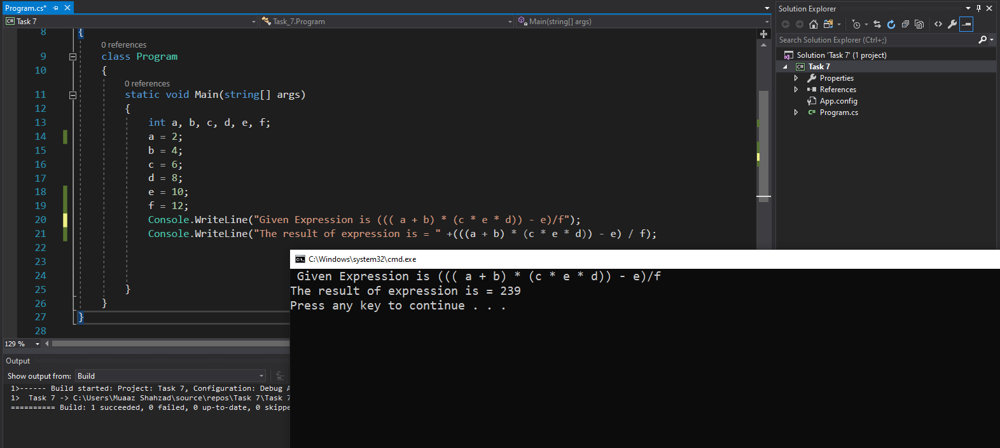 Program.cs*
Task 7
Task_7.Program
Main(string[] args)
8 {
0 references
9 class Program
10 {
0 references
11 static void Main(string[] args)
12 {
13 int a, b, c, d, e, f;
14 a = 2;
15 b = 4;
16 c = 6;
17 d = 8;
18 e = 10;
19 f = 12;
20 Console.WriteLine("Given Expression is ((( a + b) * (c * e * d)) - e)/f");
21 Console.WriteLine("The result of expression is = " +(((a + b) * (c * e * d)) - e) / f);
22
23
24
25 }
26 }
27 }
28
129 %
Output
Show output from: Build
1>------ Build started: Project: Task 7, Configuration: Debug A
1> Task 7 -> C:\Users\Muaaz Shahzad\source\repos\Task 7\Task 7
========== Build: 1 succeeded, 0 failed, 0 up-to-date, 0 skippe
C:\Windows\system32\cmd.exe
Given Expression is ((( a + b) * (c * e * d)) - e)/f
The result of expression is = 239
Press any key to continue . . .
Solution Explorer
Search Solution Explorer (Ctrl+;)
Solution 'Task 7' (1 project)
C# Task 7
Properties
References
App.config
C# Program.cs